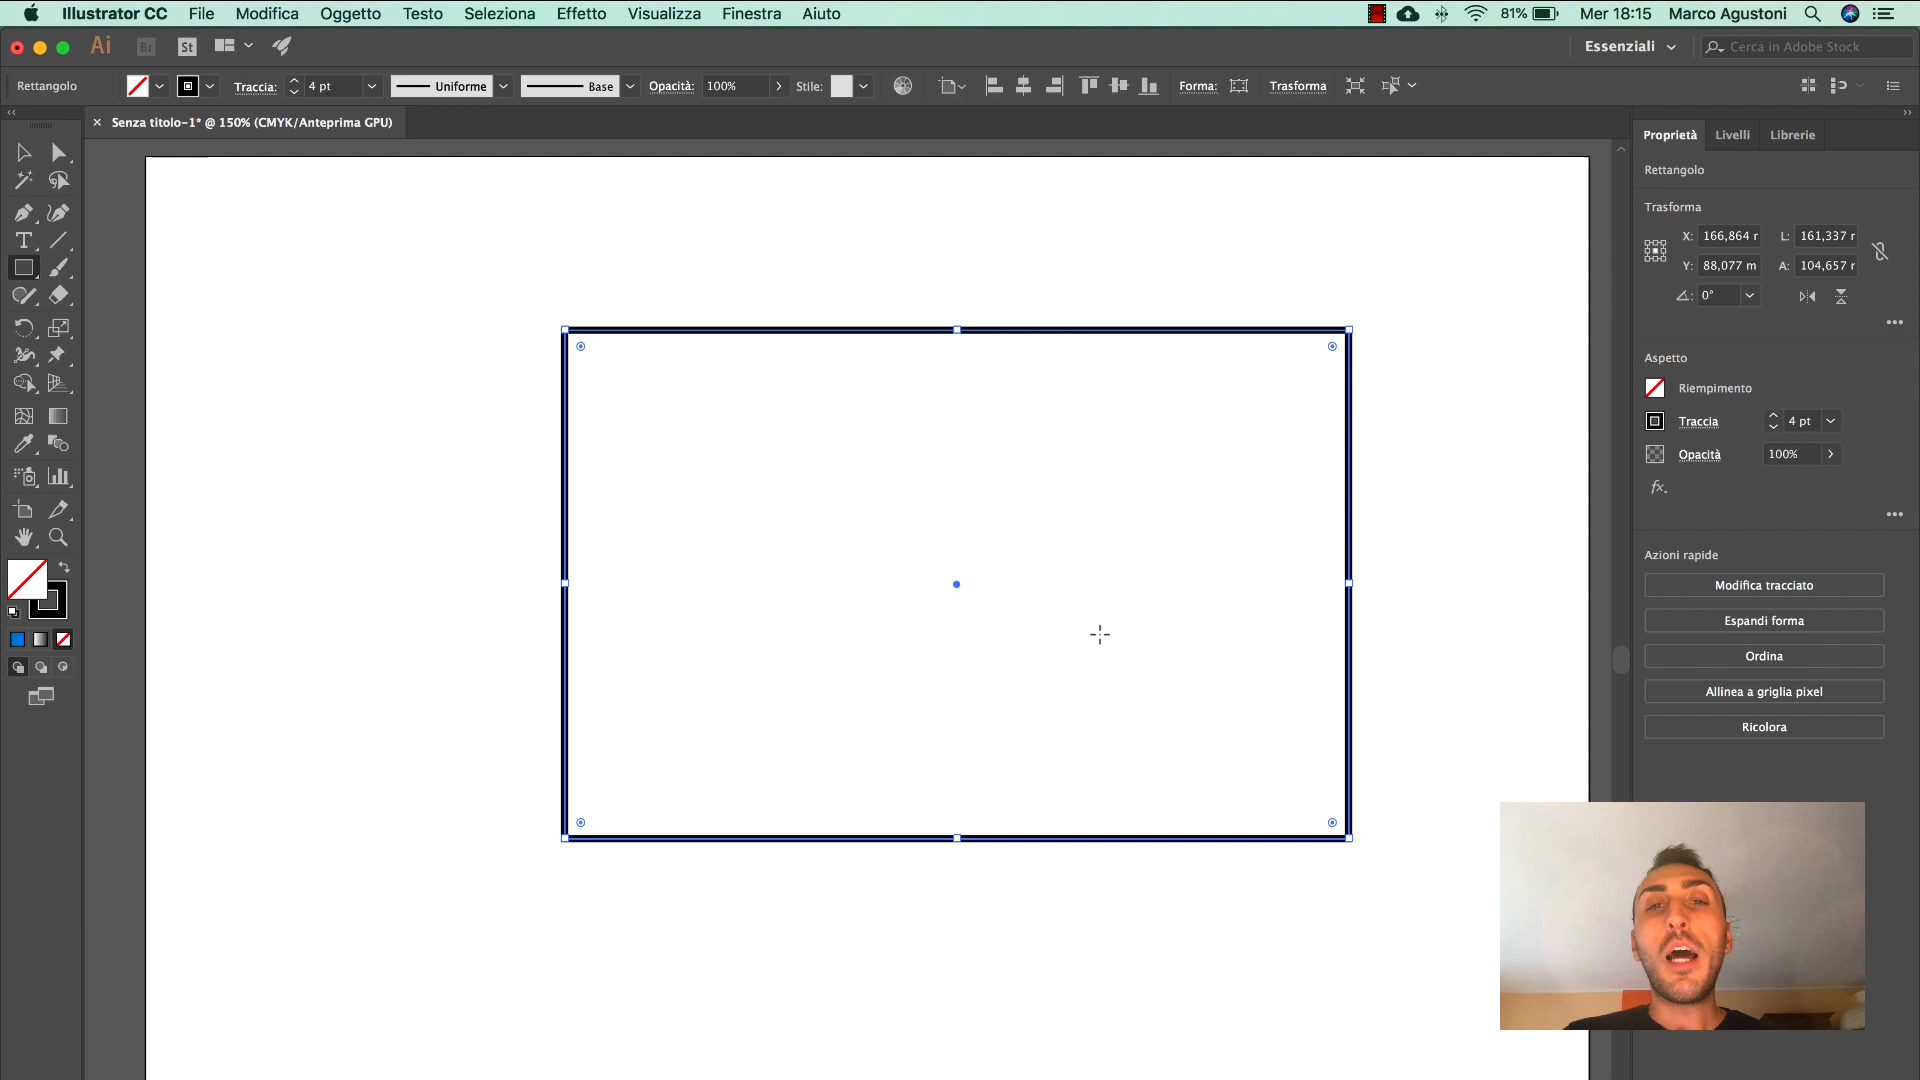 Illustrator CC File Modifica Oggetto Testo Seleziona Effetto Visualizza Finestra Aiuto 81% Mer 18:15 Marco Agustoni
Ai Br St Essenziali Cerca in Adobe Stock
Rettangolo Traccia: 4 pt Uniforme Base Opacità: 100% Stile: Forma: Trasforma
Senza titolo-1* @ 150% (CMYK/Anteprima GPU)
Proprietà Livelli Librerie
Rettangolo
Trasforma
X: 166,864 r L: 161,337 r
Y: 88,077 m A: 104,657 r
0°
Aspetto
Riempimento
Traccia 4 pt
Opacità 100%
fx
Azioni rapide
Modifica tracciato
Espandi forma
Ordina
Allinea a griglia pixel
Ricolora